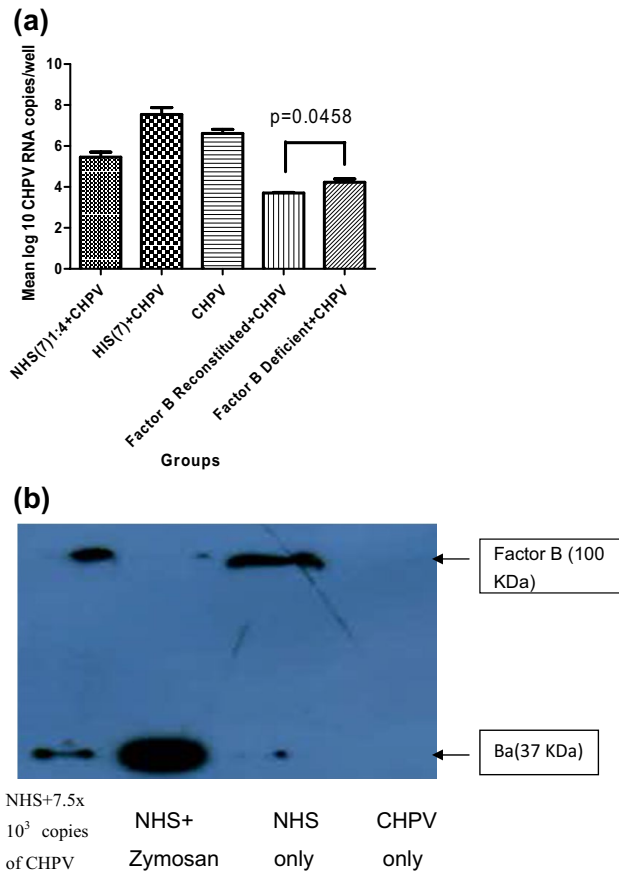 (a)
Mean log 10 CHPV RNA copies/well
10
8
6
4
2
0
p=0.0458
NHS(7)1:4+CHPV
HIS(7)+CHPV
CHPV
Factor B Reconstituted+CHPV
Factor B Deficient+CHPV
Groups
(b)
Factor B (100
KDa)
Ba(37 KDa)
NHS+7.5x
10³ copies
of CHPV
NHS+
Zymosan
NHS
only
CHPV
only